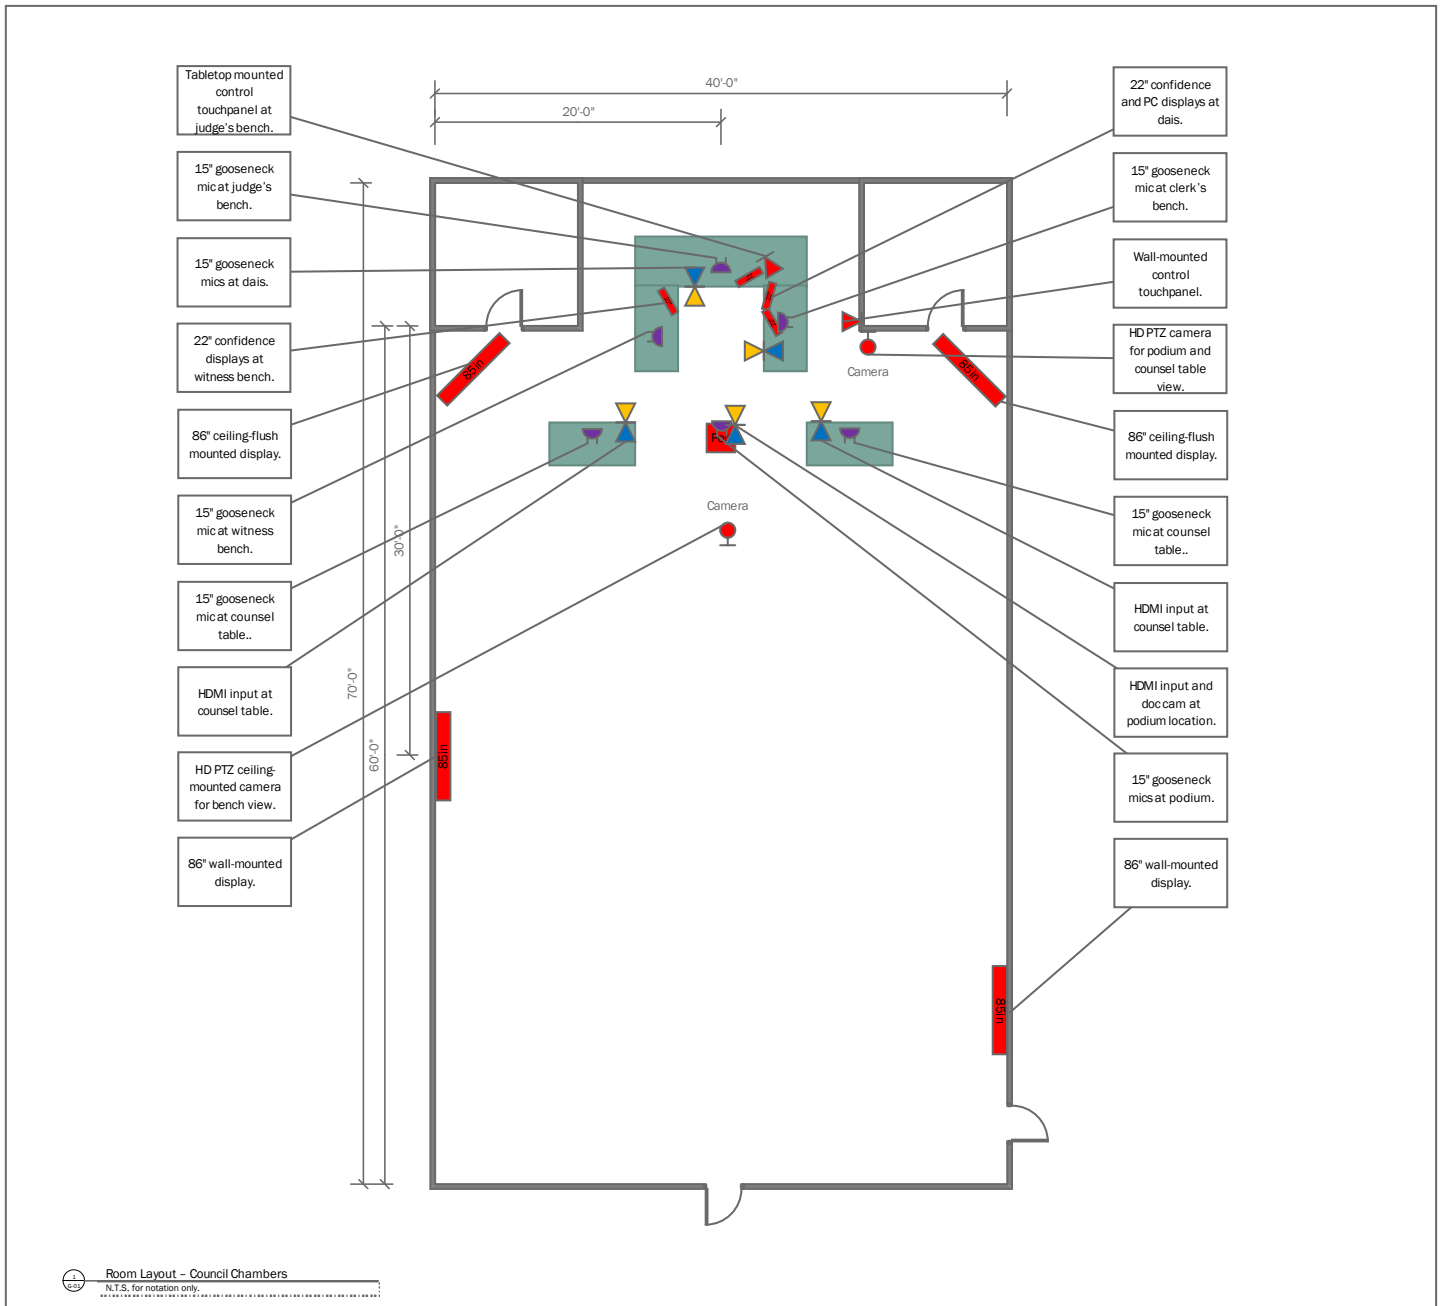 Tabletop mounted
control
touchpanel at
judge's bench.
15" gooseneck
mic at judge's
bench.
15" gooseneck
mics at dais.
22" confidence
displays at
witness bench.
86" ceiling-flush
mounted display.
15" gooseneck
mic at witness
bench.
15" gooseneck
mic at counsel
table..
HDMI input at
counsel table.
HD PTZ ceiling-
mounted camera
for bench view.
86" wall-mounted
display.
40'-0"
20'-0"
70'-0"
60'-0"
30'-0"
85in
85in
Camera
Camera
85in
85in
22" confidence
and PC displays at
dais.
15" gooseneck
mic at clerk's
bench.
Wall-mounted
control
touchpanel.
HD PTZ camera
for podium and
counsel table
view.
86" ceiling-flush
mounted display.
15" gooseneck
mic at counsel
table..
HDMI input at
counsel table.
HDMI input and
doc cam at
podium location.
15" gooseneck
mics at podium.
86" wall-mounted
display.
1
G-01
Room Layout – Council Chambers
N.T.S, for notation only.